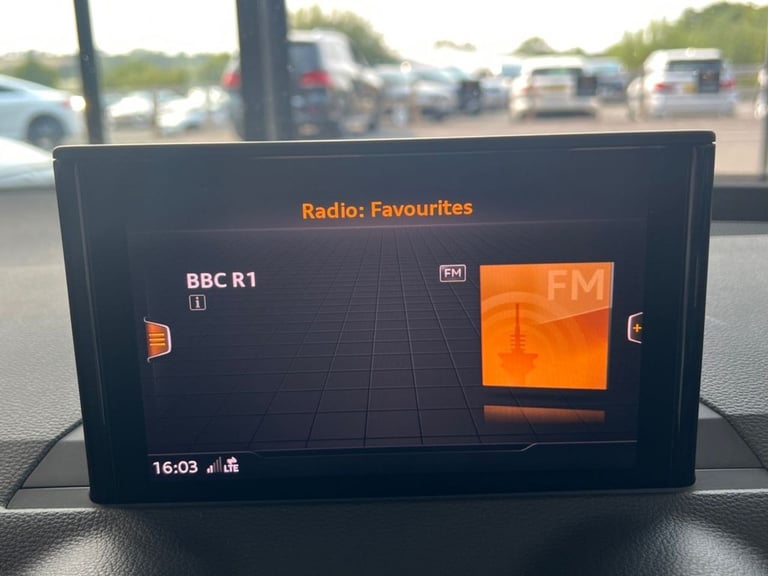 Radio: Favourites
BBC R1
FM
FM
i
+
16:03
LTE